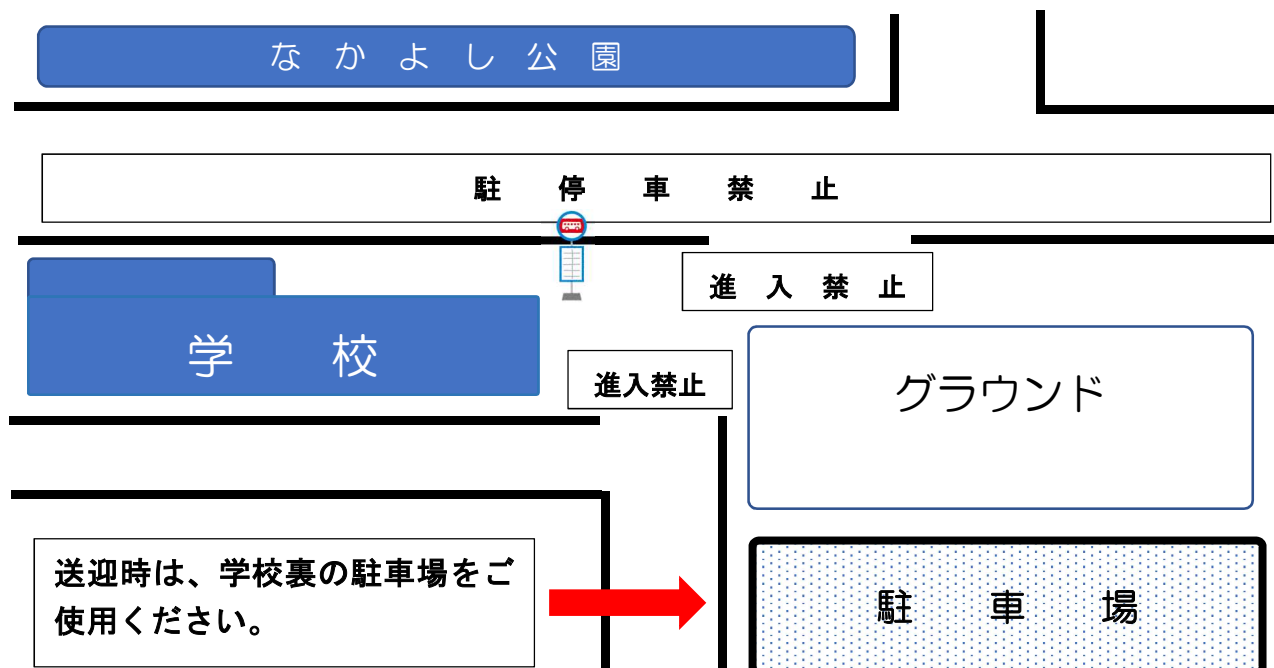 なかよし公園
駐停車禁止
進入禁止
学校
進入禁止
グラウンド
送迎時は、学校裏の駐車場をご
使用ください。
駐車場